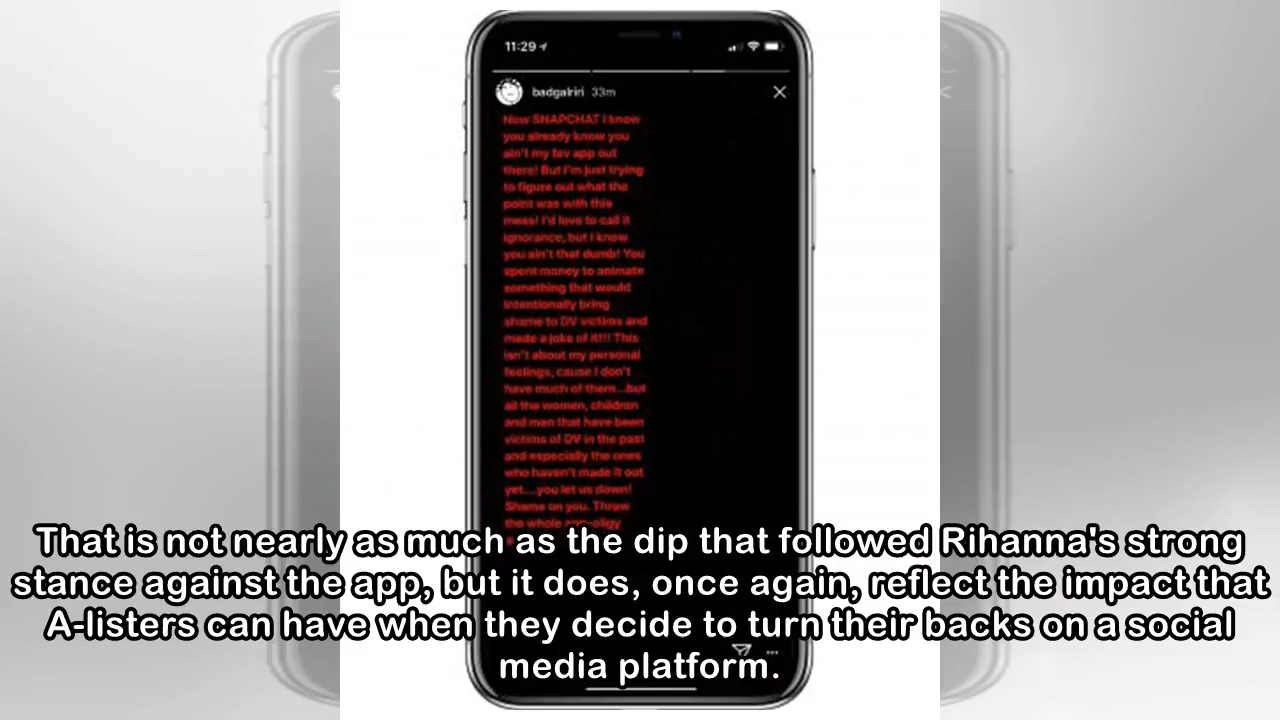 11:29
badgalriri 33m
Now SNAPCHAT I know
you already know you
ain't my fav app out
there! But I'm just trying
to figure out what the
point was with this
mess! I'd love to call it
ignorance, but I know
you ain't that dumb! You
spent money to animate
something that would
intentionally bring
shame to DV victims and
made a joke of it!!! This
isn't about my personal
feelings, cause I don't
have much of them...but
all the women, children
and men that have been
victims of DV in the past
and especially the ones
who haven't made it out
yet....you let us down!
Shame on you. Throw
the whole app-oligy
That is not nearly as much as the dip that followed Rihanna's strong
stance against the app, but it does, once again, reflect the impact that
A-listers can have when they decide to turn their backs on a social
media platform.